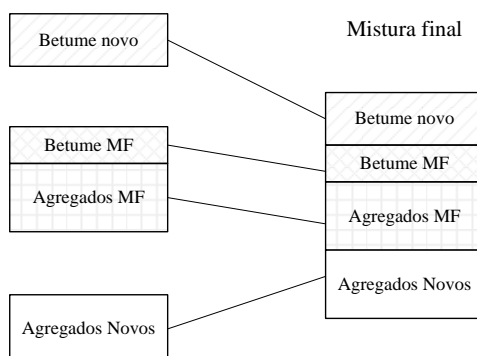 Betume novo
Mistura final
Betume novo
Betume MF
Betume MF
Agregados MF
Agregados MF
Agregados Novos
Agregados Novos